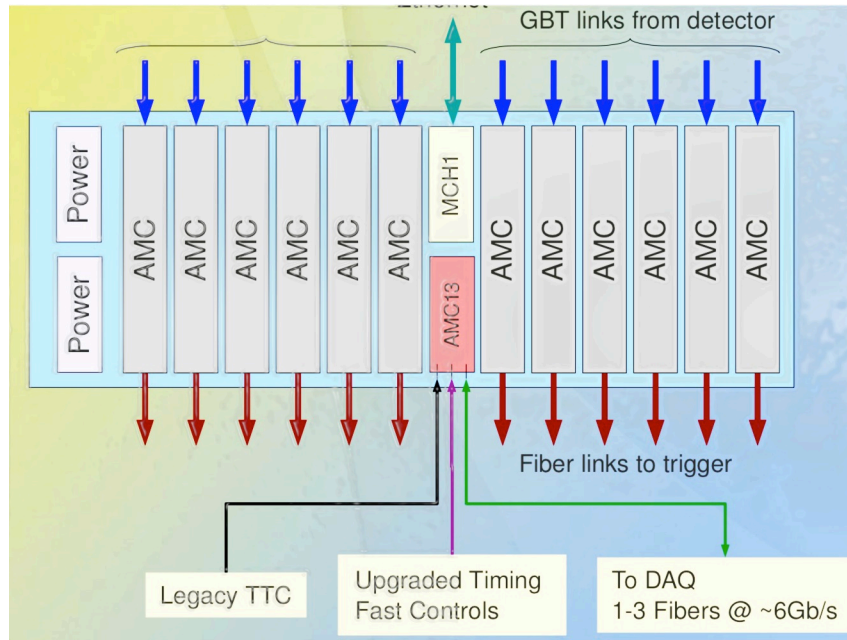 GBT links from detector
Power
Power
AMC
AMC
AMC
AMC
AMC
AMC
MCH1
AMC13
AMC
AMC
AMC
AMC
AMC
AMC
Fiber links to trigger
Legacy TTC
Upgraded Timing
Fast Controls
To DAQ
1-3 Fibers @ ~6Gb/s